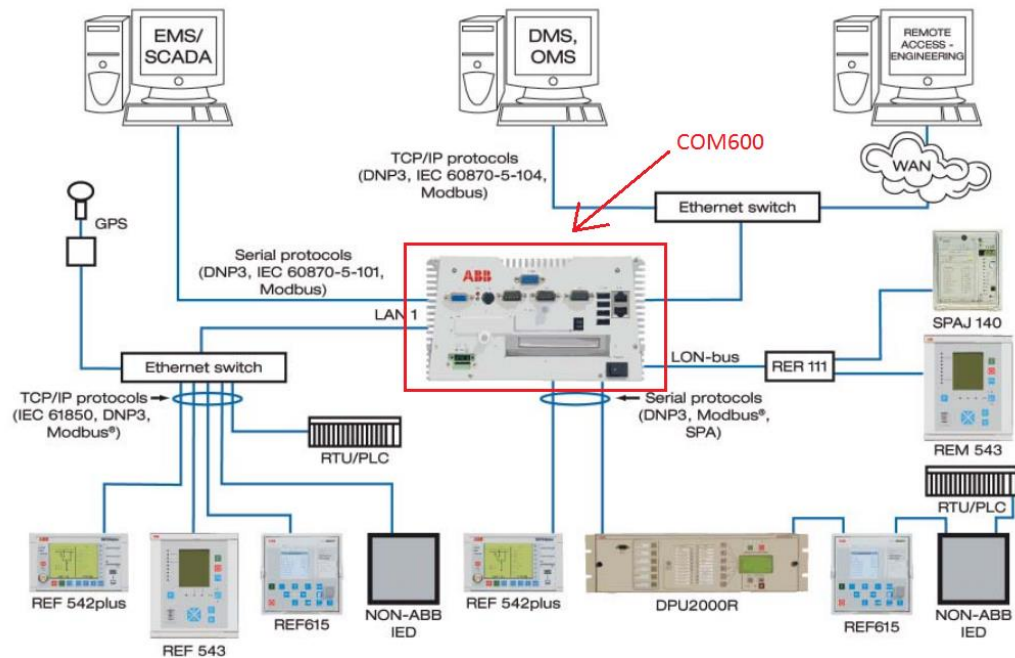 EMS/
SCADA
DMS,
OMS
REMOTE
ACCESS -
ENGINEERING
COM600
TCP/IP protocols
(DNP3, IEC 60870-5-104,
Modbus)
WAN
Ethernet switch
GPS
Serial protocols
(DNP3, IEC 60870-5-101,
Modbus)
ABB
LAN 1
SPAJ 140
LON-bus
RER 111
Ethernet switch
TCP/IP protocols
(IEC 61850, DNP3,
Modbus®)
Serial protocols
(DNP3, Modbus®,
SPA)
REM 543
RTU/PLC
RTU/PLC
REF 542plus
REF 543
REF615
NON-ABB
IED
REF 542plus
DPU2000R
REF615
NON-ABB
IED